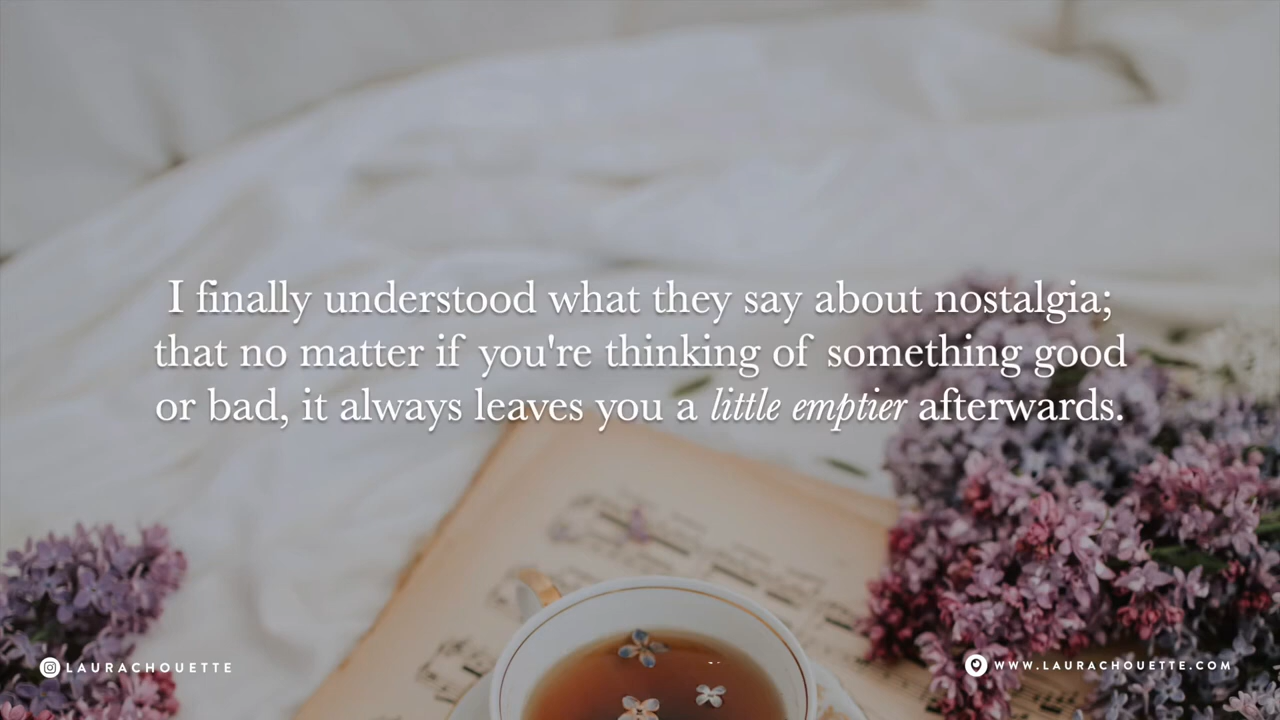 I finally understood what they say about nostalgia;
that no matter if you're thinking of something good
or bad, it always leaves you a little emptier afterwards.
LAURACHOUETTE
WWW.LAURACHOUETTE.COM